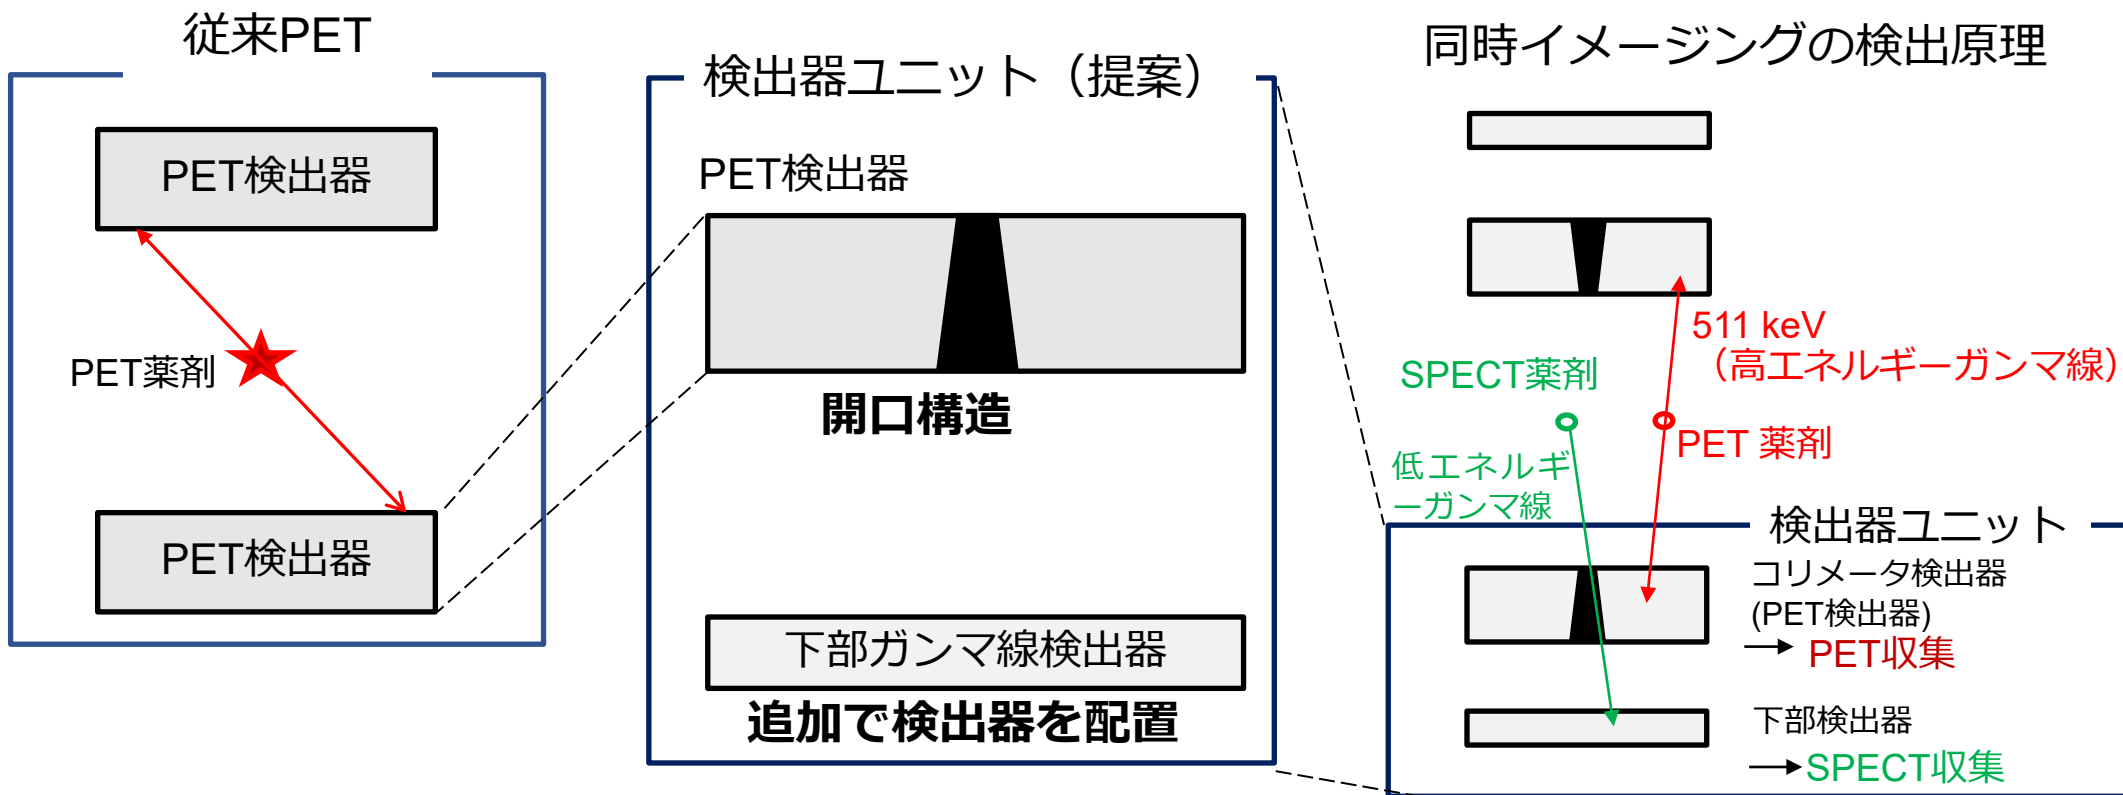 従来PET
PET検出器
PET薬剤
PET検出器
検出器ユニット（提案）
PET検出器
開口構造
下部ガンマ線検出器
追加で検出器を配置
同時イメージングの検出原理
511 keV
（高エネルギーガンマ線）
SPECT薬剤
PET 薬剤
低エネルギ
ーガンマ線
検出器ユニット
コリメータ検出器
(PET検出器)
PET収集
下部検出器
SPECT収集